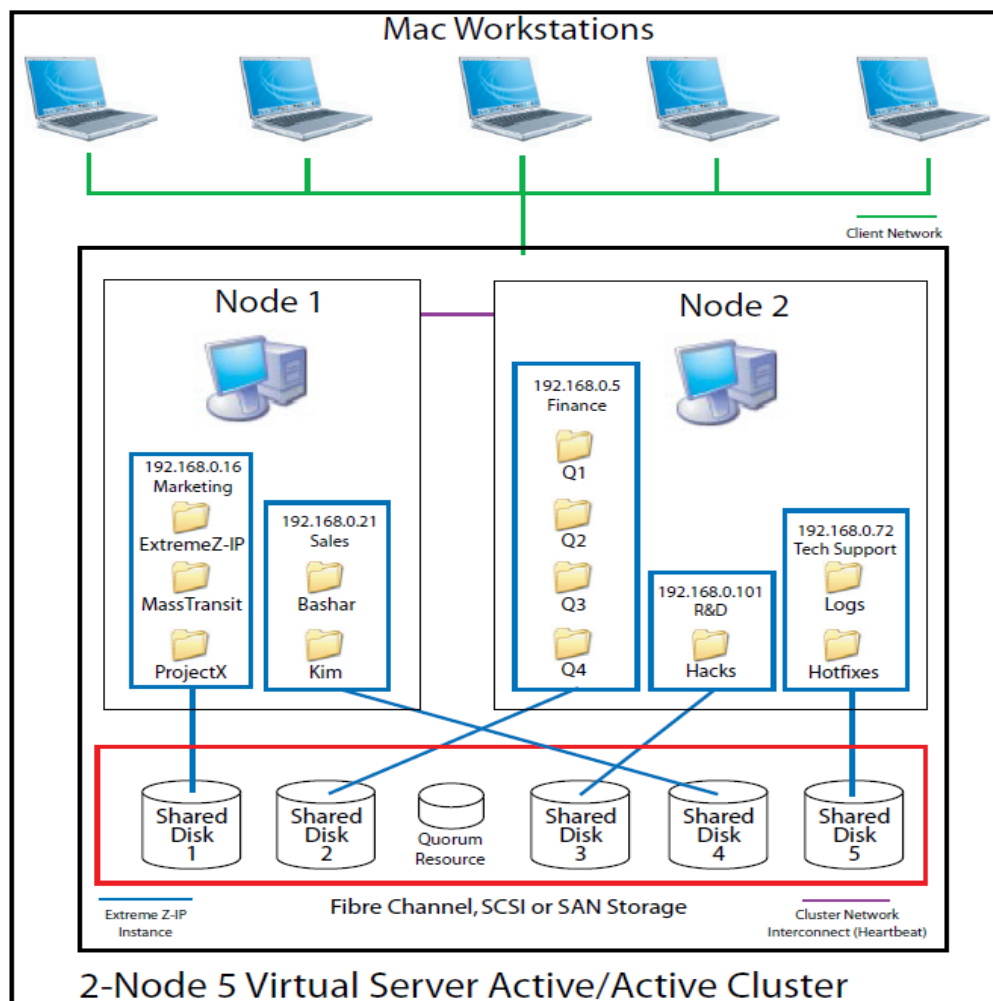 Mac Workstations
Client Network
Node 1
Node 2
192.168.0.16
Marketing
ExtremeZ-IP
MassTransit
ProjectX
192.168.0.21
Sales
Bashar
Kim
192.168.0.5
Finance
Q1
Q2
Q3
Q4
192.168.0.101
R&D
Hacks
192.168.0.72
Tech Support
Logs
Hotfixes
Shared
Disk
1
Shared
Disk
2
Quorum
Resource
Shared
Disk
3
Shared
Disk
4
Shared
Disk
5
Extreme Z-IP
Instance
Fibre Channel, SCSI or SAN Storage
Cluster Network
Interconnect (Heartbeat)
2-Node 5 Virtual Server Active/Active Cluster